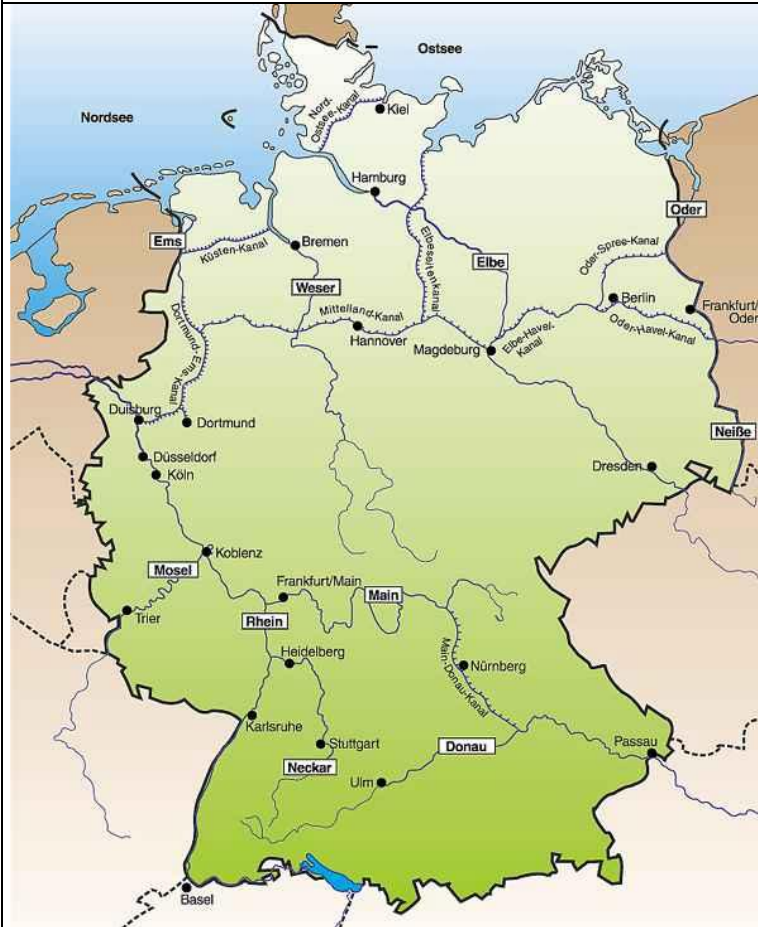 Ostsee
Nordsee
Nord-
Ostsee-Kanal
Kiel
Hamburg
Oder
Ems
Küsten-Kanal
Bremen
Elbeseitenkanal
Elbe
Oder-Spree-Kanal
Weser
Berlin
Frankfurt/
Oder
Dortmund-Ems-Kanal
Mittelland-Kanal
Hannover
Magdeburg
Elbe-Havel-
Kanal
Oder-Havel-Kanal
Duisburg
Dortmund
Neiße
Düsseldorf
Dresden
Köln
Koblenz
Mosel
Frankfurt/Main
Main
Trier
Rhein
Heidelberg
Main-Donau-Kanal
Nürnberg
Karlsruhe
Stuttgart
Donau
Passau
Neckar
Ulm
Basel